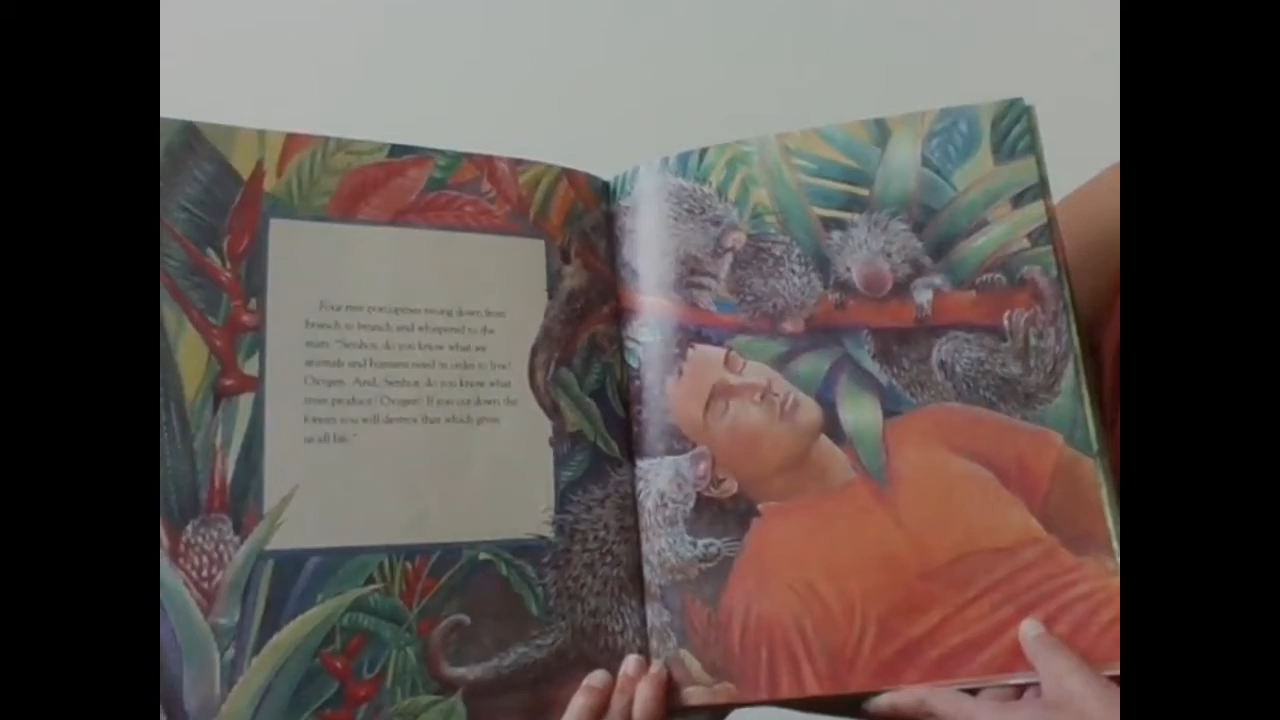 Four tree porcupines swung down from
branch to branch and whispered to the
man: "Senhor, do you know what we
animals and humans need in order to live?
Oxygen. And, Senhor, do you know what
trees produce? Oxygen! If you cut down the
forests you will destroy that which gives
us all life."